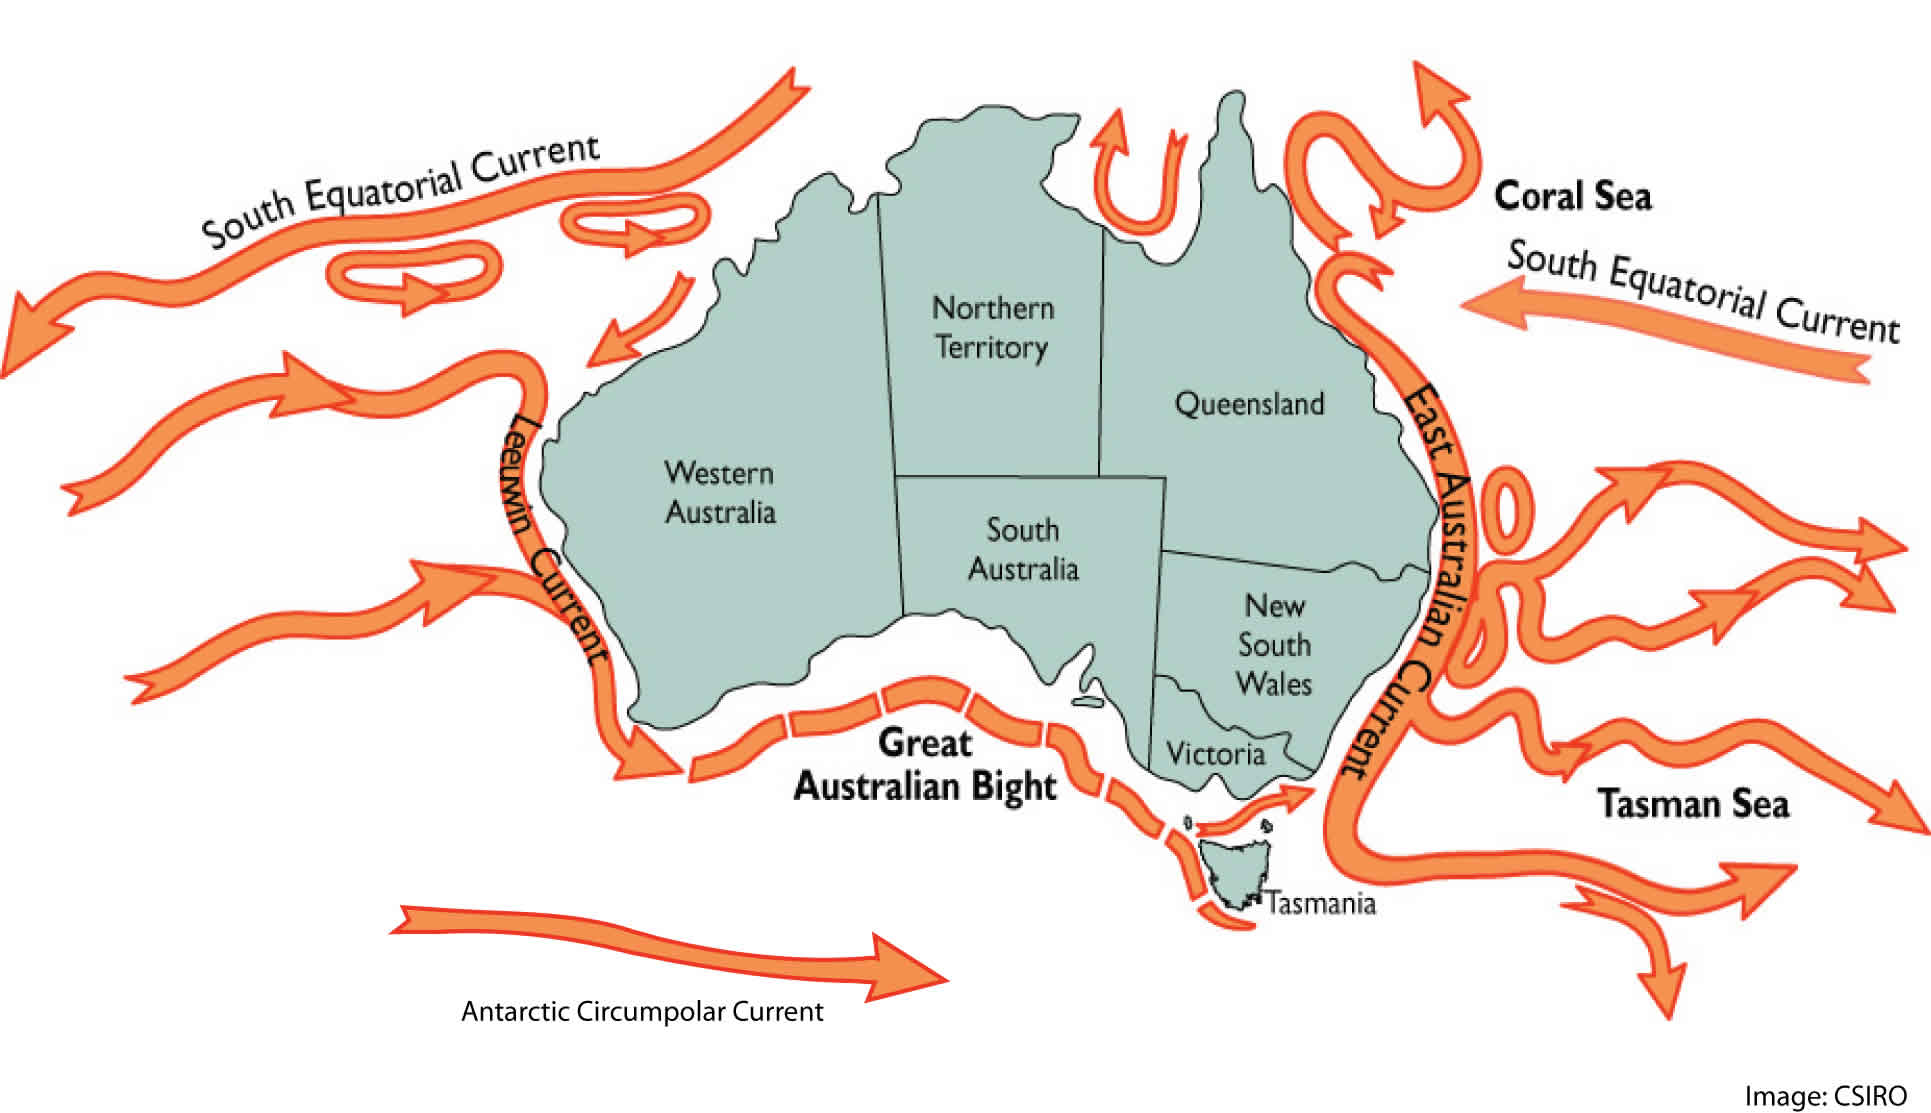 South Equatorial Current
Coral Sea
South Equatorial Current
Northern
Territory
Queensland
Western
Australia
South
Australia
New
South
Wales
Victoria
Leeuwin Current
East Australian Current
Great
Australian Bight
Tasman Sea
Tasmania
Antarctic Circumpolar Current
Image: CSIRO